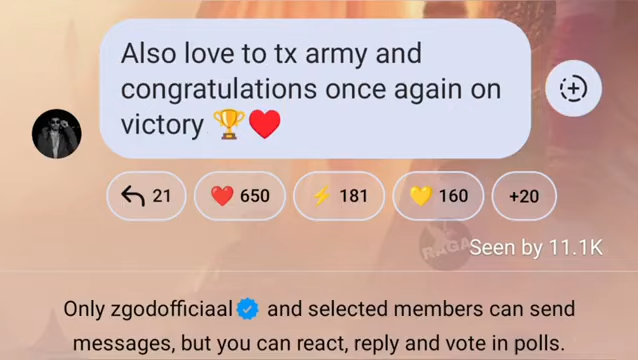 Also love to tx army and
congratulations once again on
victory 🏆❤️
21
❤️ 650
⚡ 181
💛 160
+20
RAGA
Seen by 11.1K
Only zgodofficiaal and selected members can send
messages, but you can react, reply and vote in polls.